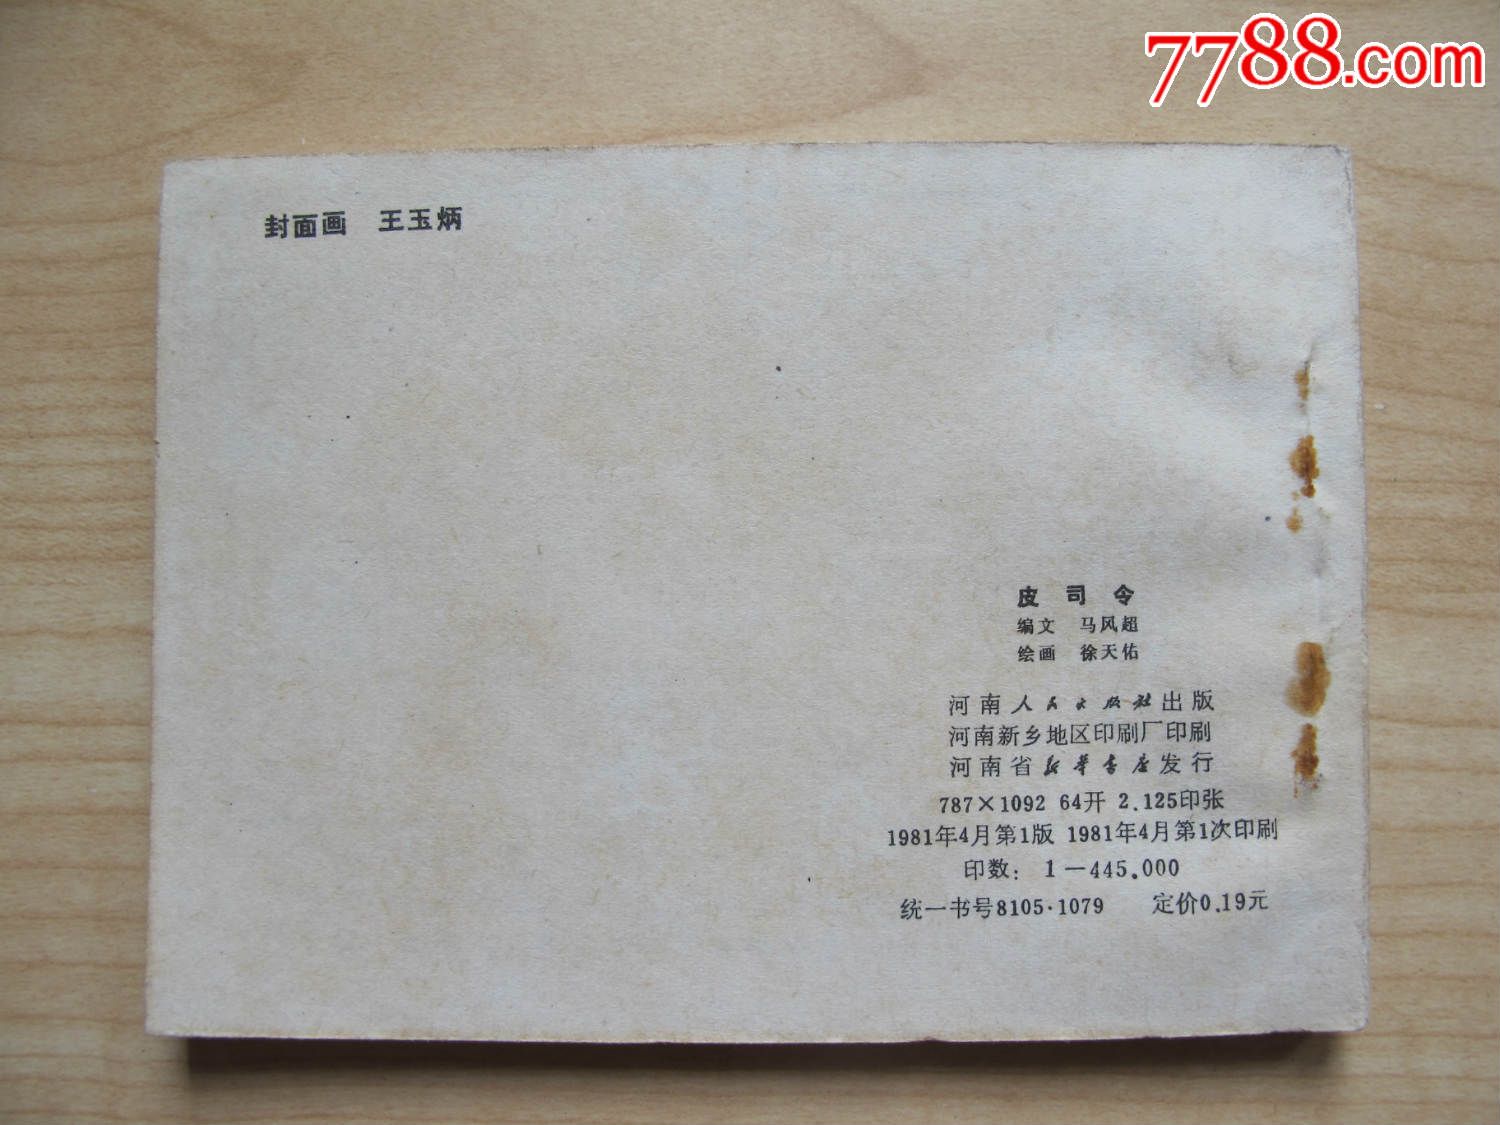 7788.com
封面画 王玉炳
皮司令
编文 马风超
绘画 徐天佑
河南人民出版社出版
河南新乡地区印刷厂印刷
河南省新华书店发行
787×1092 64开 2.125印张
1981年4月第1版 1981年4月第1次印刷
印数: 1—445.000
统一书号8105·1079 定价0.19元